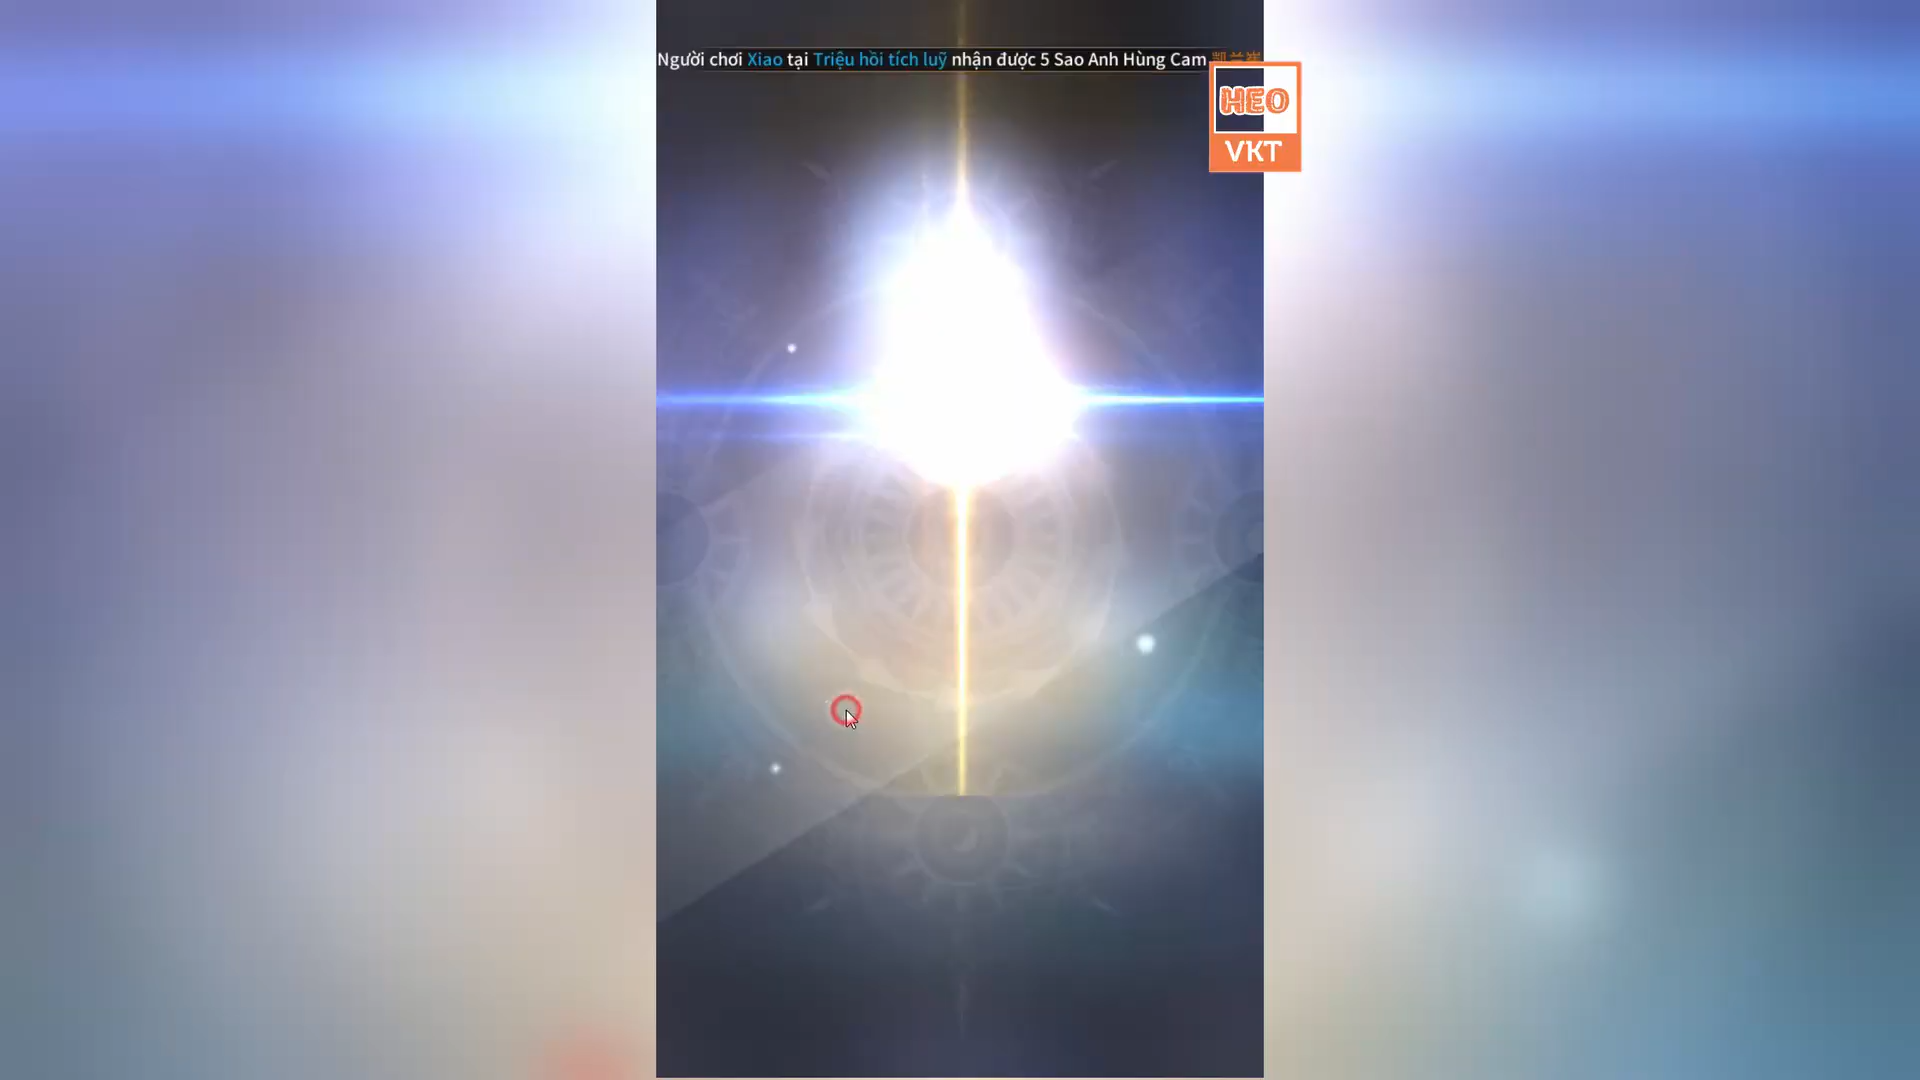 Người chơi Xiao tại Triệu hồi tích luỹ nhận được 5 Sao Anh Hùng Cam
HEO
VKT